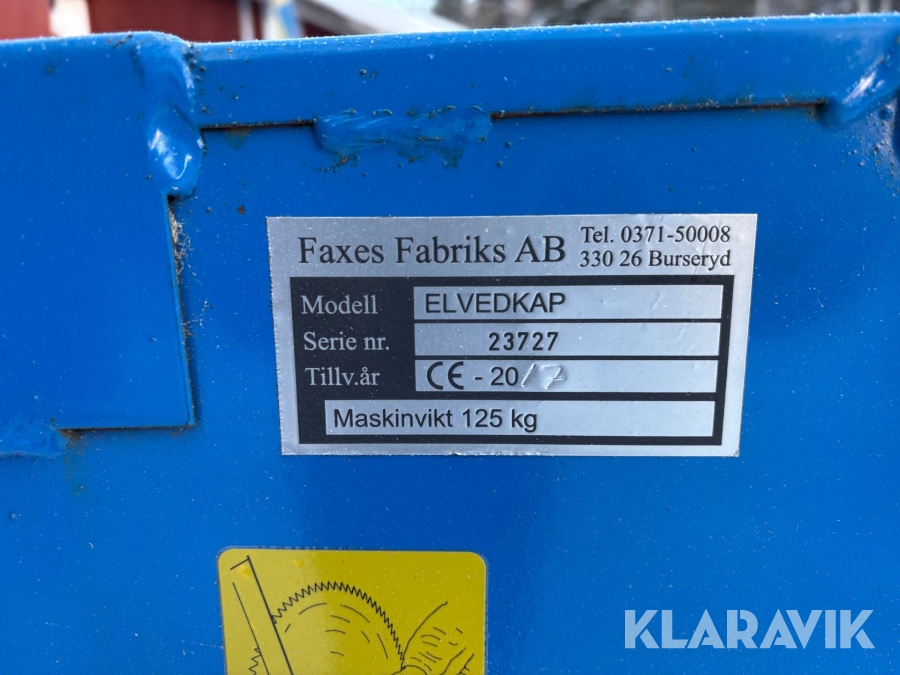 Faxes Fabriks AB
Tel. 0371-50008
330 26 Burseryd
Modell ELVEDKAP
Serie nr. 23727
Tillv.år CE - 2017
Maskinvikt 125 kg
KLARAVIK